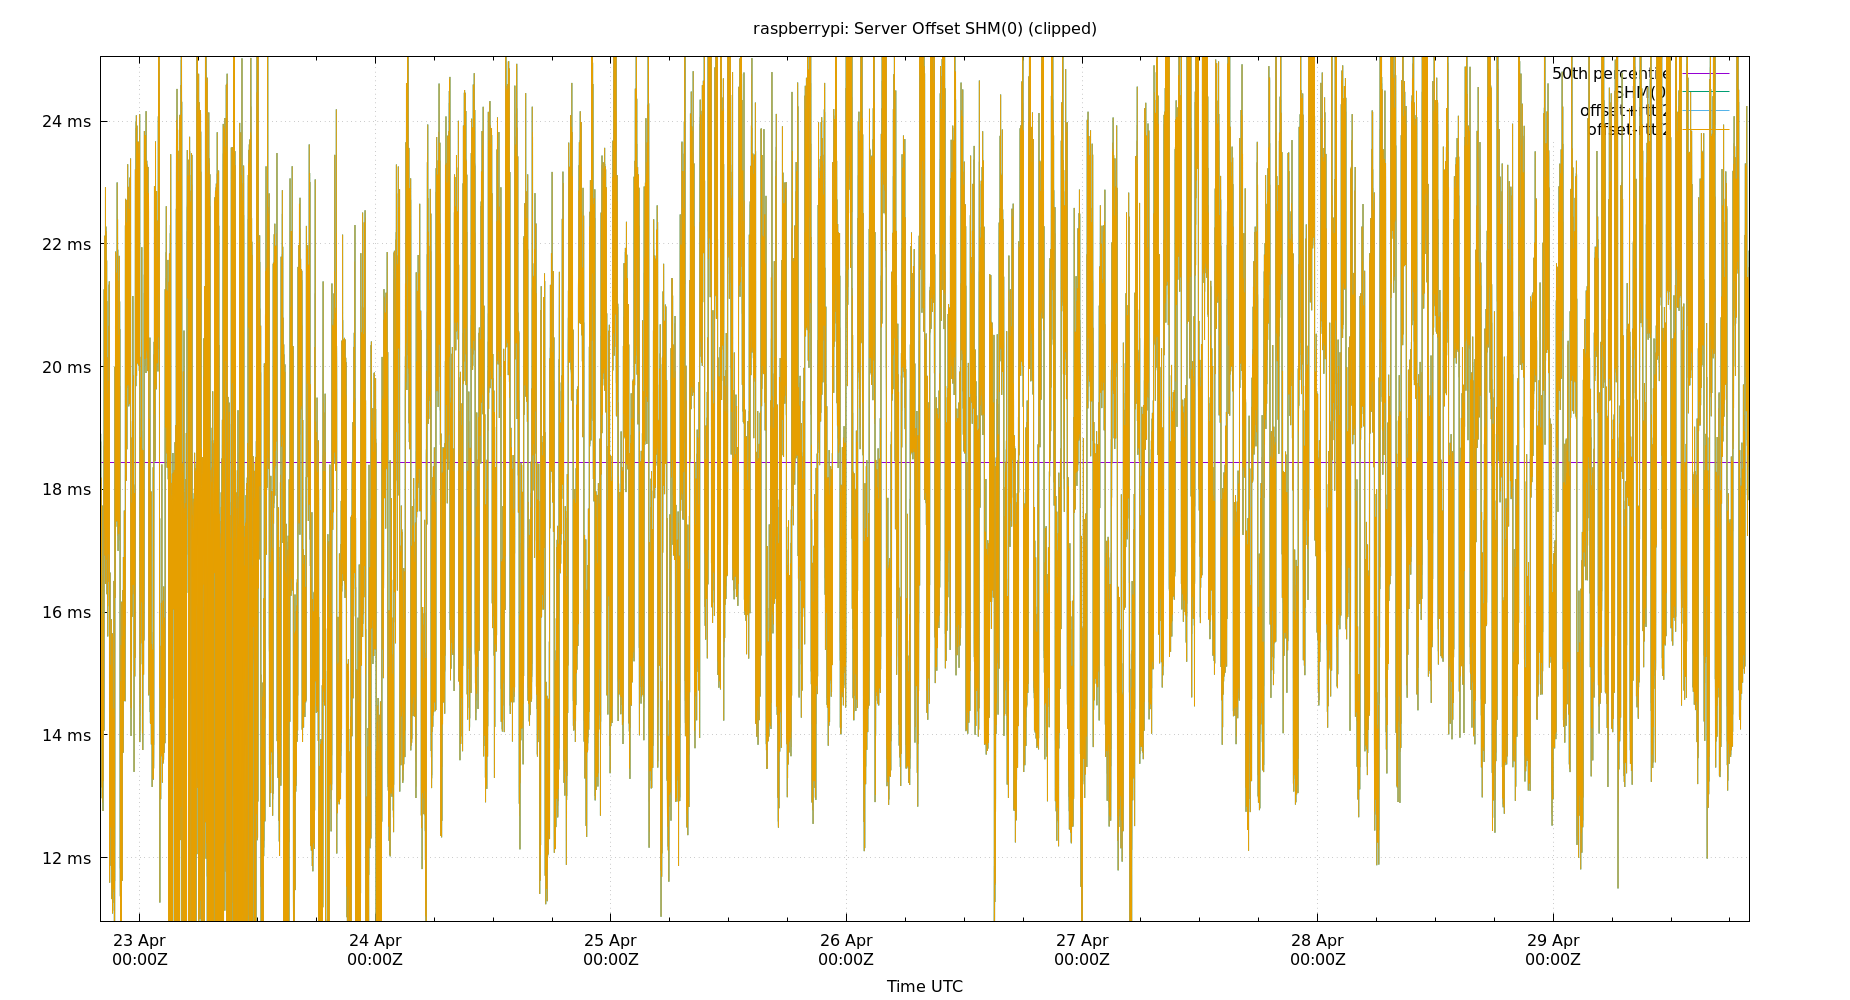 raspberrypi: Server Offset SHM(0) (clipped)
50th percentile
SHM(0)
offset+rtt/2
offset-rtt/2
24 ms
22 ms
20 ms
18 ms
16 ms
14 ms
12 ms
23 Apr 24 Apr 25 Apr 26 Apr 27 Apr 28 Apr 29 Apr
00:00Z 00:00Z 00:00Z 00:00Z 00:00Z 00:00Z 00:00Z
Time UTC